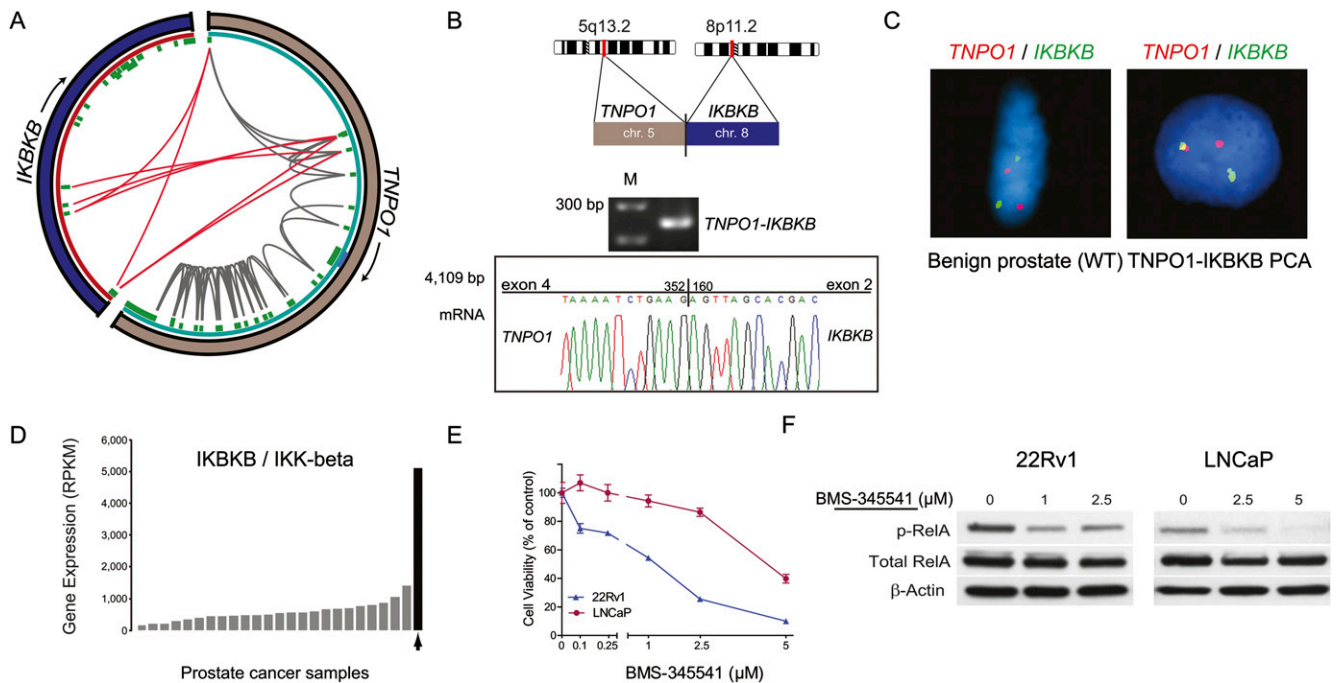 A
IKBKB
TNPO1
B
5q13.2 8p11.2
TNPO1 IKBKB
chr. 5 chr. 8
M
300 bp
TNPO1-IKBKB
4,109 bp
exon 4 352 160 exon 2
TAAAATCTGAAGAGTTAGCACGAC
mRNA
TNPO1 IKBKB
C
TNPO1 / IKBKB TNPO1 / IKBKB
Benign prostate (WT) TNPO1-IKBKB PCA
D
IKBKB / IKK-beta
Gene Expression (RPKM)
6,000
5,000
4,000
3,000
2,000
1,000
0
Prostate cancer samples
E
Cell Viability (% of control)
100
80
60
40
20
0
22Rv1
LNCaP
0 0.1 0.25 1 2.5 5
BMS-345541 (µM)
F
22Rv1 LNCaP
BMS-345541 (µM) 0 1 2.5 0 2.5 5
p-RelA
Total RelA
β-Actin